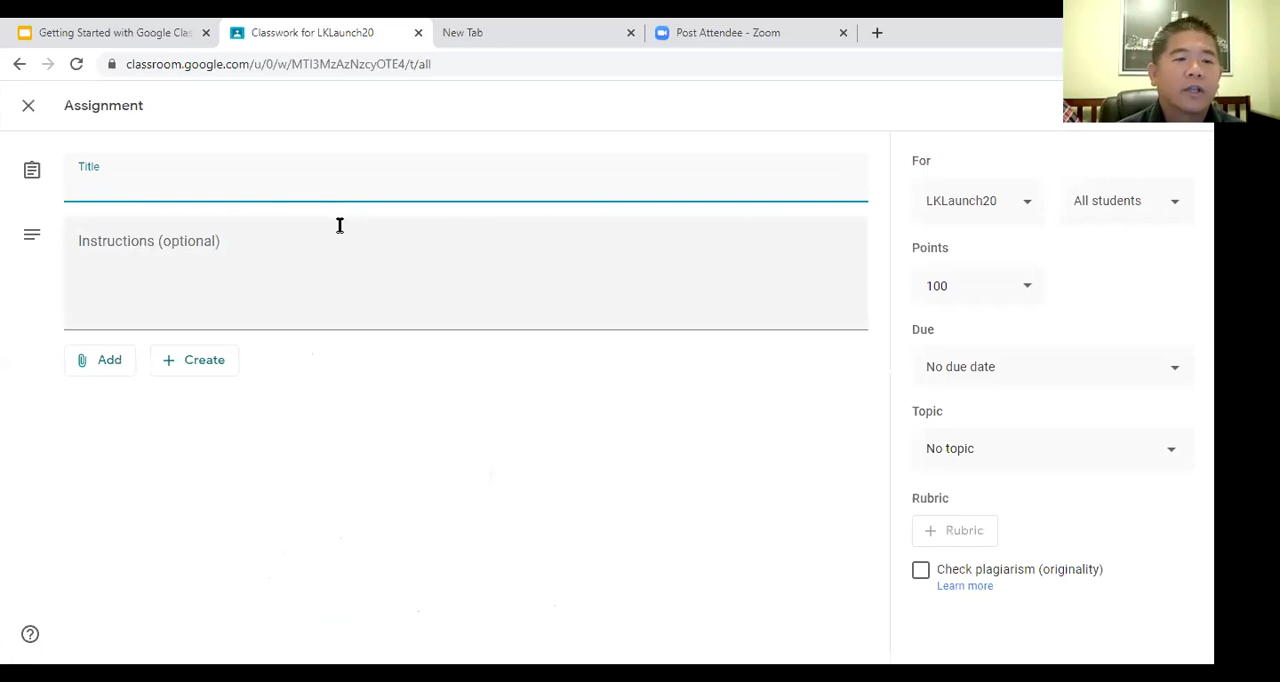 Getting Started with Google Clas
Classwork for LKLaunch20
New Tab
Post Attendee - Zoom
classroom.google.com/u/0/w/MTI3MzAzNzcyOTE4/t/all
Assignment
Title
Instructions (optional)
Add
Create
For
LKLaunch20
All students
Points
100
Due
No due date
Topic
No topic
Rubric
+ Rubric
Check plagiarism (originality)
Learn more